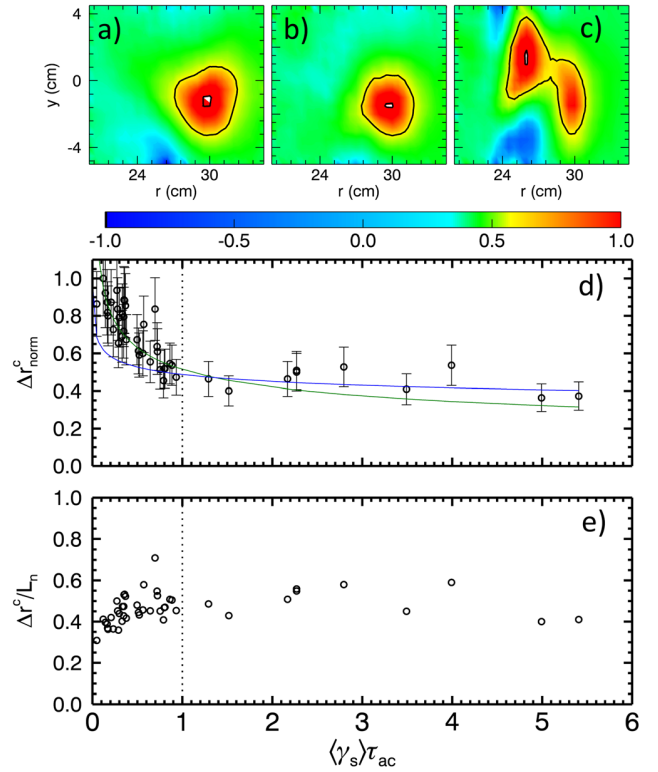 a) b) c)
y (cm)
4
0
-4
24 30 24 30 24 30
r (cm) r (cm) r (cm)
-1.0 -0.5 0.0 0.5 1.0
d)
Δr^c_norm
1.0
0.8
0.6
0.4
0.2
0.0
e)
Δr^c/L_n
1.0
0.8
0.6
0.4
0.2
0.0
0 1 2 3 4 5 6
⟨γ_s⟩τ_ac